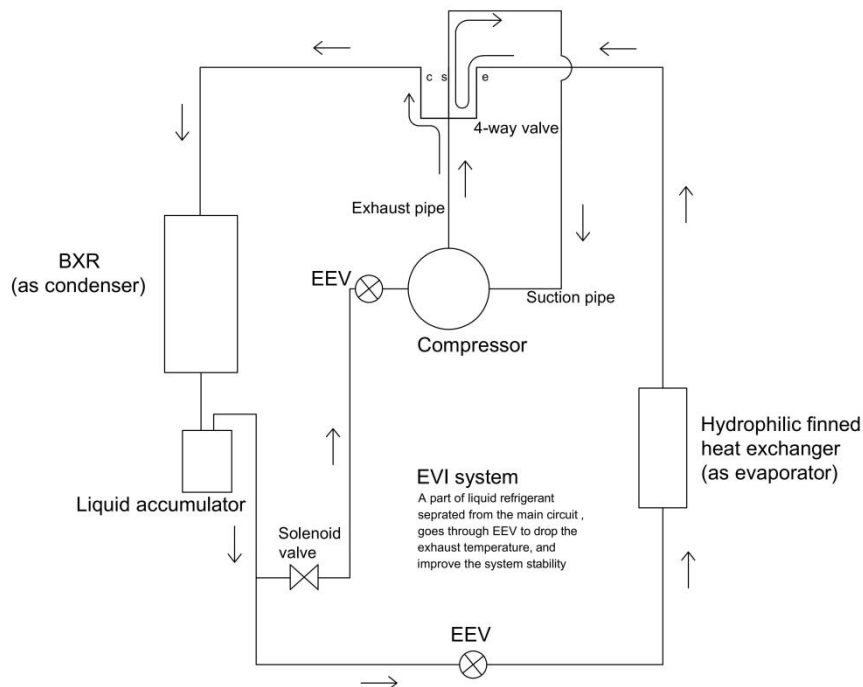 c s e
4-way valve
Exhaust pipe
BXR
(as condenser)
EEV
Suction pipe
Compressor
Hydrophilic finned
heat exchanger
(as evaporator)
Liquid accumulator
EVI system
A part of liquid refrigerant
seprated from the main circuit ,
goes through EEV to drop the
exhaust temperature, and
improve the system stability
Solenoid
valve
EEV